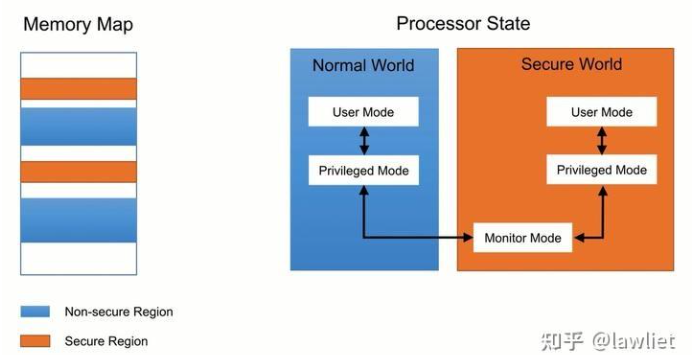 Memory Map
Processor State
Normal World
Secure World
User Mode
User Mode
Privileged Mode
Privileged Mode
Monitor Mode
Non-secure Region
Secure Region
知乎 @lawliet